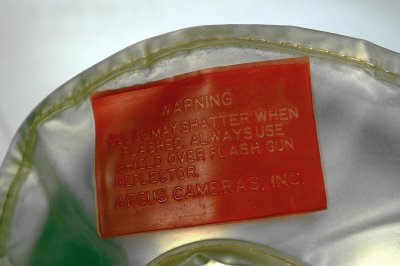 WARNING
BULBS MAY SHATTER WHEN
FLASHED. ALWAYS USE
SHIELD OVER FLASH GUN
REFLECTOR.
ARGUS CAMERAS, INC.